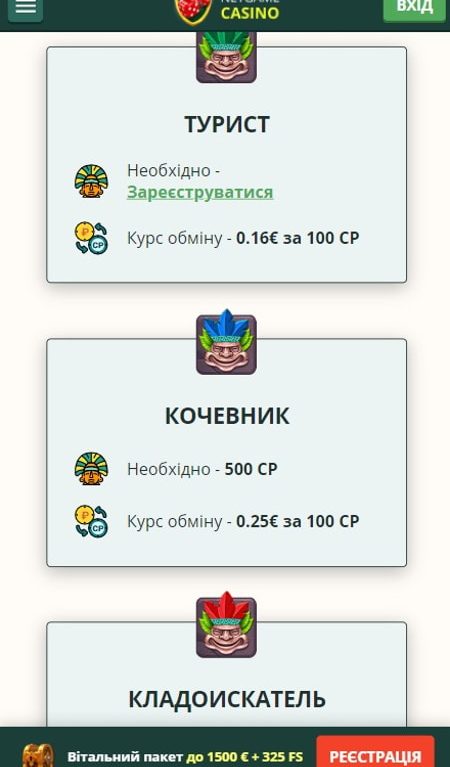 NETGAME
CASINO
ВХІД
ТУРИСТ
Необхідно -
Зареєструватися
Курс обміну - 0.16€ за 100 CP
КОЧЕВНИК
Необхідно - 500 CP
Курс обміну - 0.25€ за 100 CP
КЛАДОИСКАТЕЛЬ
Вітальний пакет до 1500 € + 325 FS
РЕЄСТРАЦІЯ